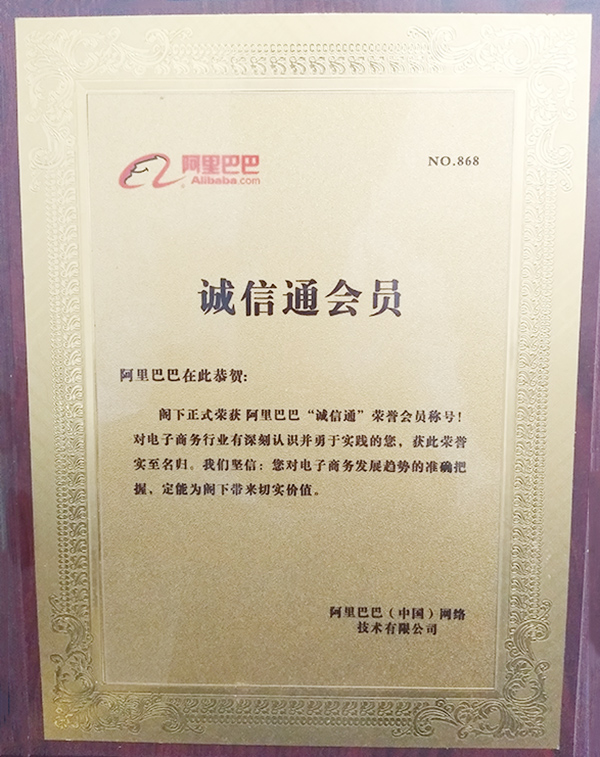 阿里巴巴
Alibaba.com
NO.868
诚信通会员
阿里巴巴在此恭贺:
阁下正式荣获 阿里巴巴“诚信通”荣誉会员称号!
对电子商务行业有深刻认识并勇于实践的您，获此荣誉
实至名归。我们坚信: 您对电子商务发展趋势的准确把
握、定能为阁下带来切实价值。
阿里巴巴（中国）网络
技术有限公司